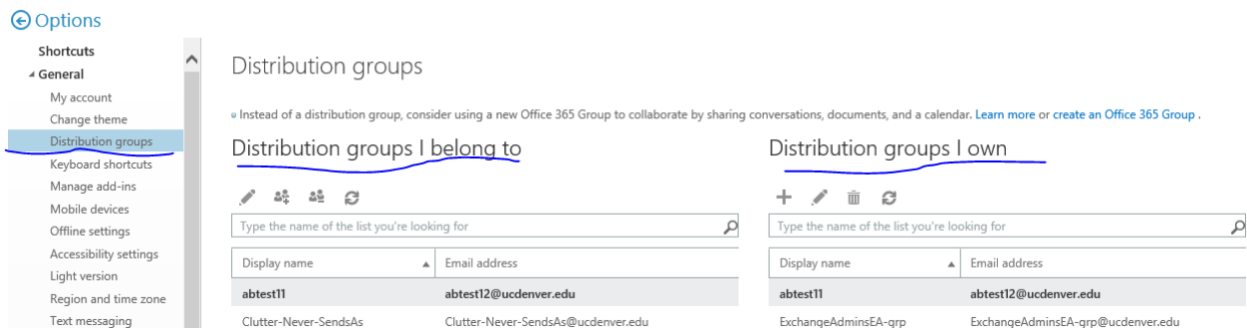 Options
Shortcuts
General
My account
Change theme
Distribution groups
Keyboard shortcuts
Manage add-ins
Mobile devices
Offline settings
Accessibility settings
Light version
Region and time zone
Text messaging
Distribution groups
Instead of a distribution group, consider using a new Office 365 Group to collaborate by sharing conversations, documents, and a calendar. Learn more or create an Office 365 Group .
Distribution groups I belong to
Type the name of the list you're looking for
Display name Email address
abtest11 abtest12@ucdenver.edu
Clutter-Never-SendsAs Clutter-Never-SendsAs@ucdenver.edu
Distribution groups I own
Type the name of the list you're looking for
Display name Email address
abtest11 abtest12@ucdenver.edu
ExchangeAdminsEA-grp ExchangeAdminsEA-grp@ucdenver.edu